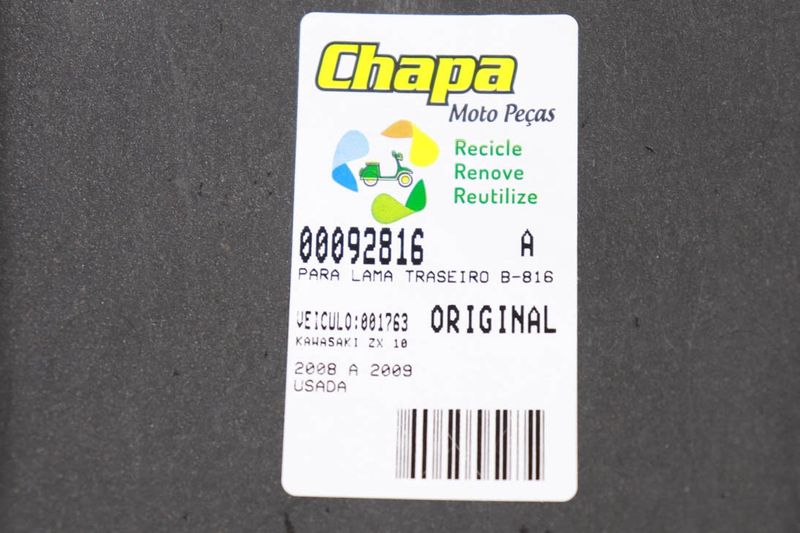 Chapa
Moto Peças
Recicle
Renove
Reutilize
00092816 A
PARA LAMA TRASEIRO B-816
VEICULO:001763 ORIGINAL
KAWASAKI ZX 10
2008 A 2009
USADA